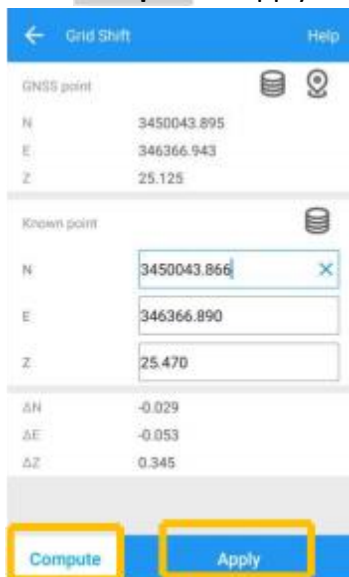 Grid Shift Help
GNSS point
N 3450043.895
E 346366.943
Z 25.125
Known point
N 3450043.866
E 346366.890
Z 25.470
ΔN -0.029
ΔE -0.053
ΔZ 0.345
Compute Apply